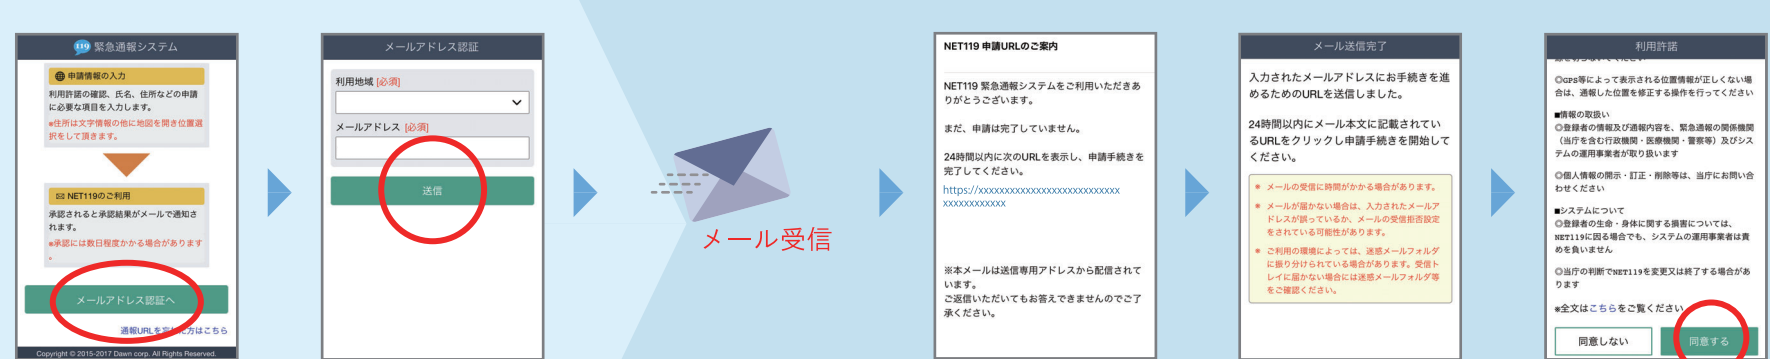 119 緊急通報システム
申請情報の入力
利用許諾の確認、氏名、住所などの申請
に必要な項目を入力します。
※住所は文字情報の他に地図を開き位置選
択をして頂きます。
NET119のご利用
承認されると承認結果がメールで通知さ
れます。
※承認には数日程度かかる場合があります
。
メールアドレス認証へ
通報URLを忘れた方はこちら
Copyright © 2015-2017 Dawn corp. All Rights Reserved.
メールアドレス認証
利用地域 [必須]
メールアドレス [必須]
送信
メール受信
NET119 申請URLのご案内
NET119 緊急通報システムをご利用いただきあ
りがとうございます。
まだ、申請は完了していません。
24時間以内に次のURLを表示し、申請手続きを
完了してください。
https://xxxxxxxxxxxxxxxxxxxxxxxxxxx
xxxxxxxxxxxx
※本メールは送信専用アドレスから配信されて
います。
ご返信いただいてもお答えできませんのでご了
承ください。
メール送信完了
入力されたメールアドレスにお手続きを進
めるためのURLを送信しました。
24時間以内にメール本文に記載されてい
るURLをクリックし申請手続きを開始して
ください。
※ メールの受信に時間がかかる場合があります。
※ メールが届かない場合は、入力されたメールア
ドレスが誤っているか、メールの受信拒否設定
をされている可能性があります。
※ ご利用の環境によっては、迷惑メールフォルダ
に振り分けられている場合があります。受信ト
レイに届かない場合には迷惑メールフォルダ等
をご確認ください。
利用許諾
◎GPS等によって表示される位置情報が正しくない場
合は、通報した位置を修正する操作を行ってください
■情報の取扱い
◎登録者の情報及び通報内容を、緊急通報の関係機関
（当庁を含む行政機関・医療機関・警察等）及びシス
テムの運用事業者が取り扱います
◎個人情報の開示・訂正・削除等は、当庁にお問い合
わせください
■システムについて
◎登録者の生命・身体に関する損害については、
NET119に因る場合でも、システムの運用事業者は責
めを負いません
◎当庁の判断でNET119を変更又は終了する場合があ
ります
※全文はこちらをご覧ください
同意しない
同意する